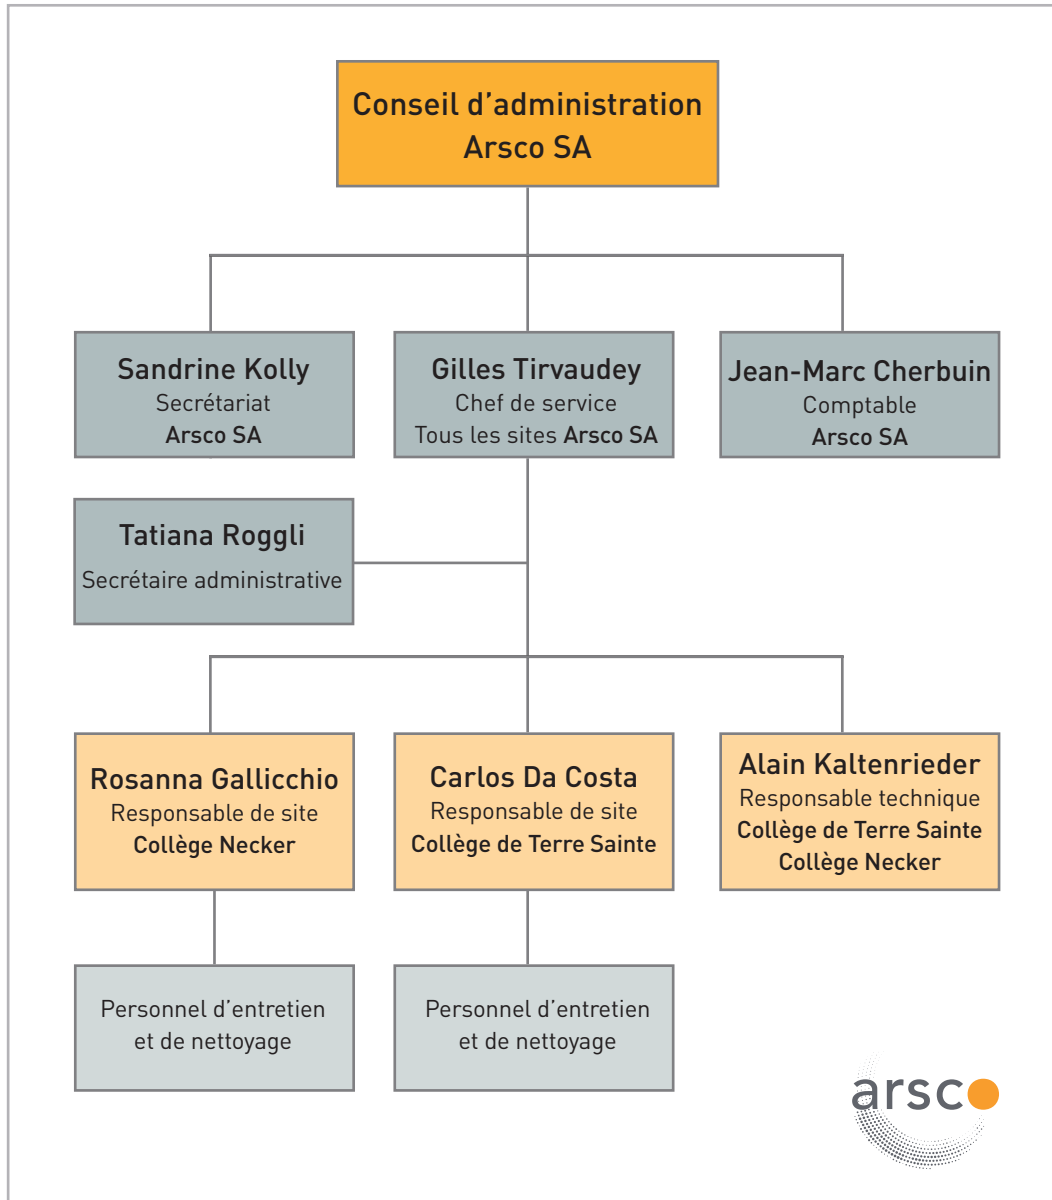 Conseil d'administration
Arsco SA
Sandrine Kolly
Secrétariat
Arsco SA
Gilles Tirvaudey
Chef de service
Tous les sites Arsco SA
Jean-Marc Cherbuin
Comptable
Arsco SA
Tatiana Roggli
Secrétaire administrative
Rosanna Gallicchio
Responsable de site
Collège Necker
Carlos Da Costa
Responsable de site
Collège de Terre Sainte
Alain Kaltenrieder
Responsable technique
Collège de Terre Sainte
Collège Necker
Personnel d'entretien
et de nettoyage
Personnel d'entretien
et de nettoyage
arsco